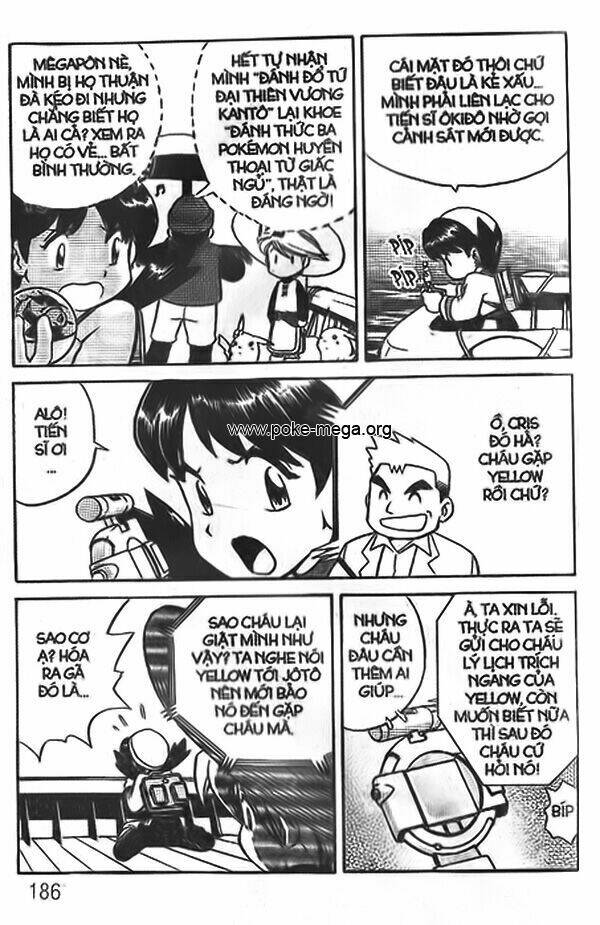 MÊGAPÔN NÈ,
MÌNH BỊ HỌ THUẬN
ĐÀ KÉO ĐI NHƯNG
CHẲNG BIẾT HỌ
LÀ AI CẢ? XEM RA
HỌ CÓ VẺ... BẤT
BÌNH THƯỜNG.
HẾT TỰ NHẬN
MÌNH "ĐÁNH ĐỔ TỨ
ĐẠI THIÊN VƯƠNG
KANTÔ" LẠI KHOE
"ĐÁNH THỨC BA
POKÉMON HUYỀN
THOẠI TỪ GIẤC
NGỦ", THẬT LÀ
ĐÁNG NGỜ!
CÁI MẶT ĐÓ THÔI CHỨ
BIẾT ĐÂU LÀ KẺ XẤU...
MÌNH PHẢI LIÊN LẠC CHO
TIẾN SĨ ÔKIĐÔ NHỜ GỌI
CẢNH SÁT MỚI ĐƯỢC.
PÍP
PÍP
ALÔ!
TIẾN
SĨ ƠI
...
www.poke-mega.org
Ồ, CRIS
ĐÓ HẢ?
CHÁU GẶP
YELLOW
RỒI CHỨ?
SAO CƠ
Ạ? HÓA
RA GÃ
ĐÓ LÀ...
SAO CHÁU LẠI
GIẬT MÌNH NHƯ
VẬY? TA NGHE NÓI
YELLOW TỚI JÔTÔ
NÊN MỚI BẢO
NÓ ĐẾN GẶP
CHÁU MÀ.
NHƯNG
CHÁU
ĐÂU CẦN
THÊM AI
GIÚP...
À, TA XIN LỖI.
THỰC RA TA SẼ
GỬI CHO CHÁU
LÝ LỊCH TRÍCH
NGANG CỦA
YELLOW, CÒN
MUỐN BIẾT NỮA
THÌ SAU ĐÓ
CHÁU CỨ
HỎI NÓ!
BÍP
186